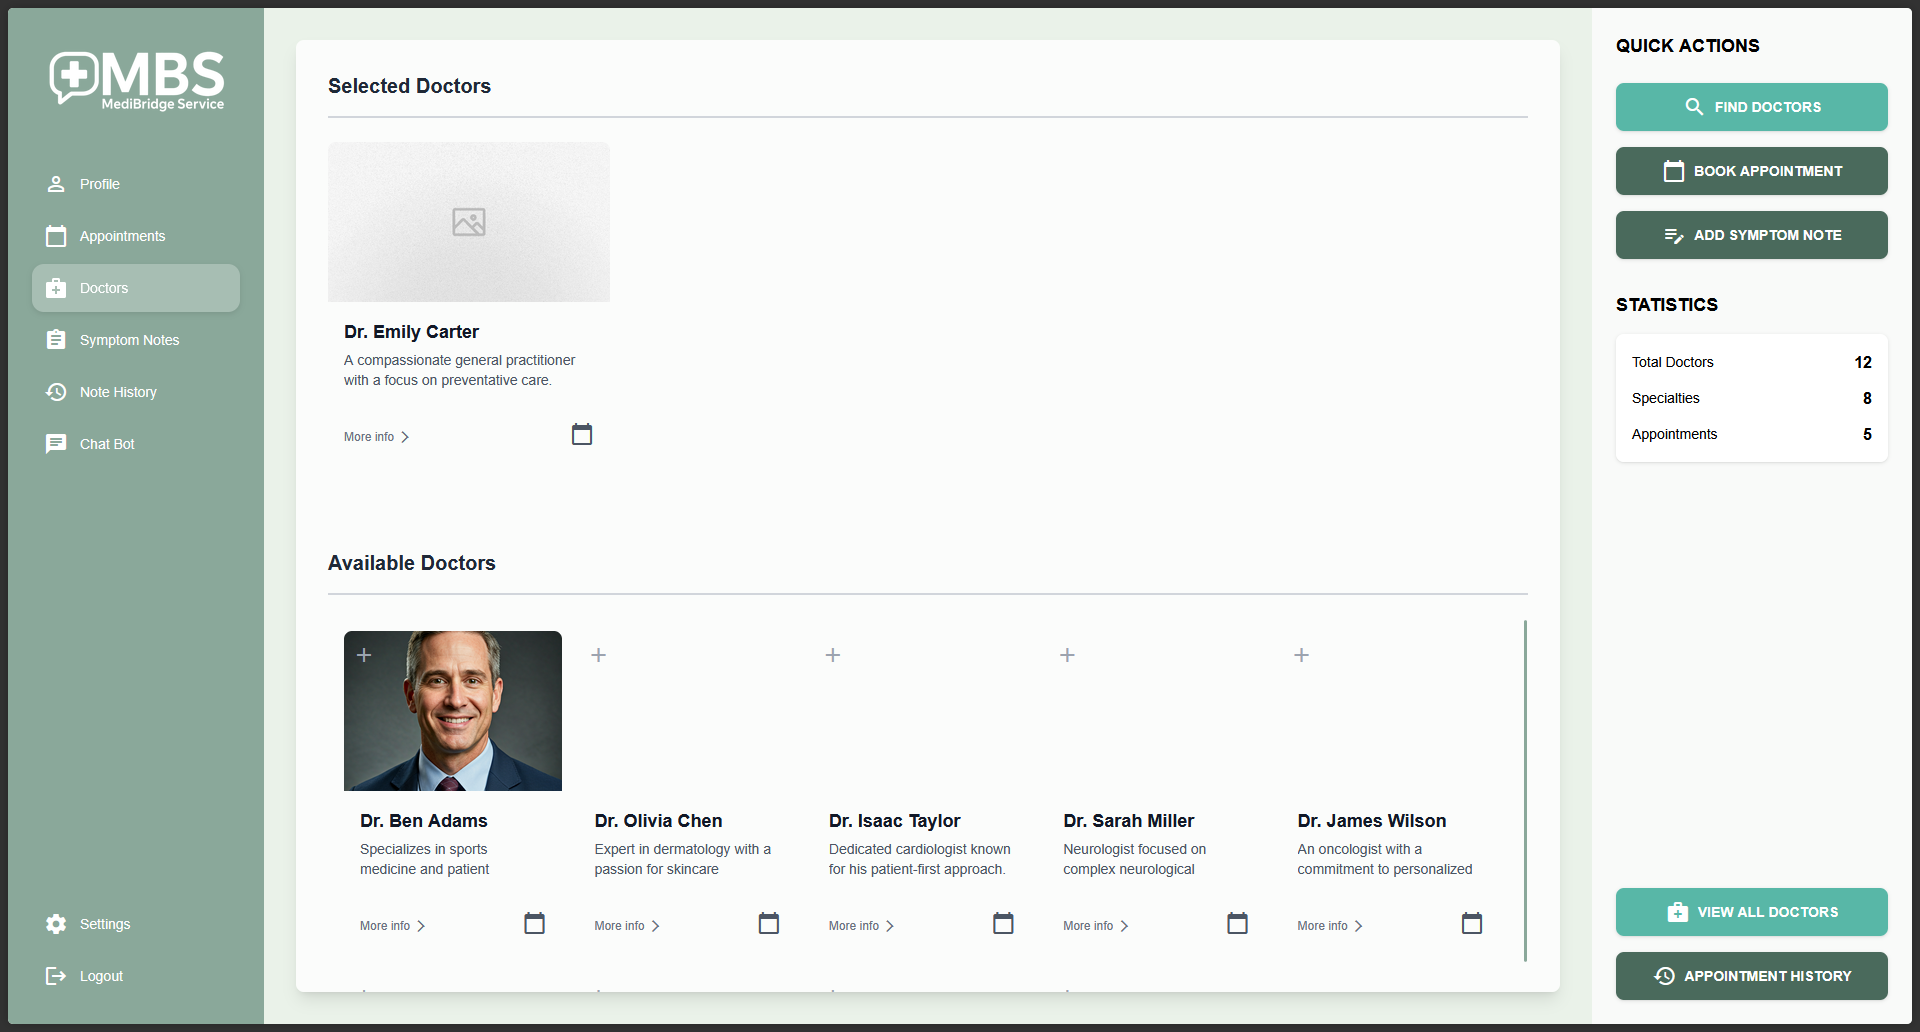 MBS
MediBridge Service
Profile
Appointments
Doctors
Symptom Notes
Note History
Chat Bot
Settings
Logout
Selected Doctors
Dr. Emily Carter
A compassionate general practitioner
with a focus on preventative care.
More info
Available Doctors
Dr. Ben Adams
Specializes in sports
medicine and patient
More info
Dr. Olivia Chen
Expert in dermatology with a
passion for skincare
More info
Dr. Isaac Taylor
Dedicated cardiologist known
for his patient-first approach.
More info
Dr. Sarah Miller
Neurologist focused on
complex neurological
More info
Dr. James Wilson
An oncologist with a
commitment to personalized
More info
QUICK ACTIONS
FIND DOCTORS
BOOK APPOINTMENT
ADD SYMPTOM NOTE
STATISTICS
Total Doctors 12
Specialties 8
Appointments 5
VIEW ALL DOCTORS
APPOINTMENT HISTORY